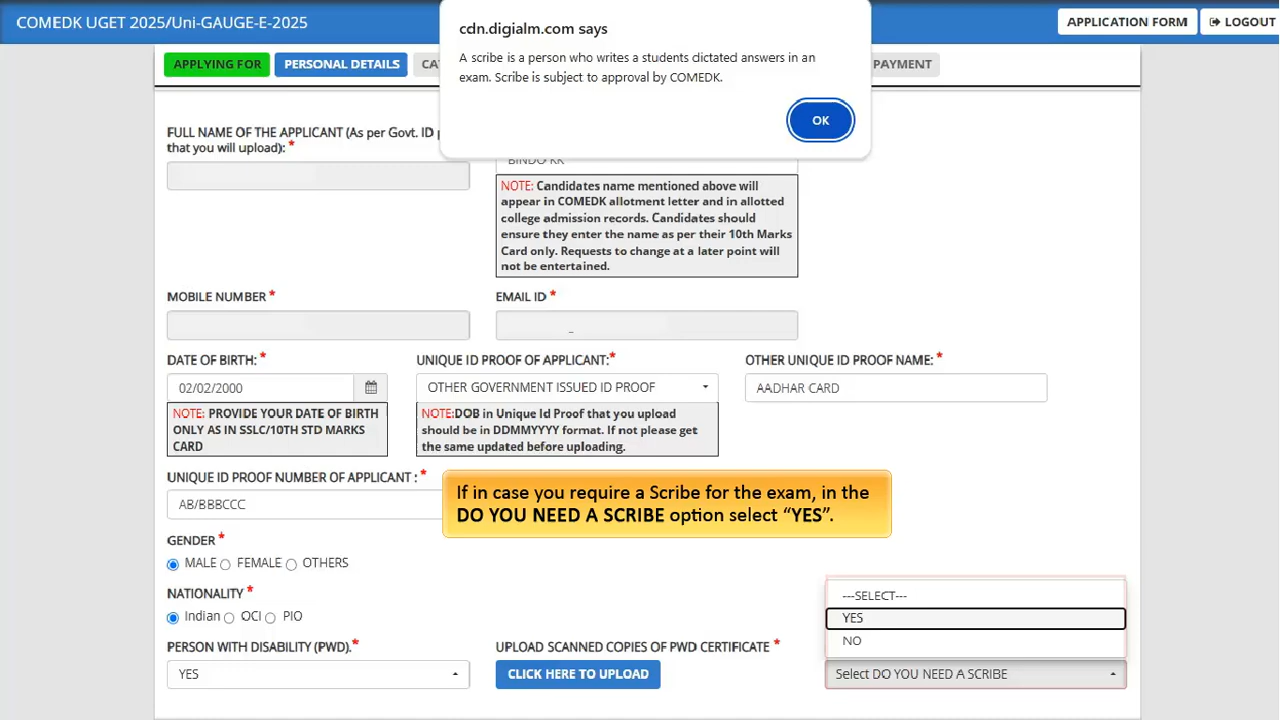 COMEDK UGET 2025/Uni-GAUGE-E-2025
APPLICATION FORM
LOGOUT
cdn.digialm.com says
A scribe is a person who writes a students dictated answers in an
exam. Scribe is subject to approval by COMEDK.
OK
APPLYING FOR
PERSONAL DETAILS
PAYMENT
FULL NAME OF THE APPLICANT (As per Govt. ID
that you will upload): *
BINDO KK
NOTE: Candidates name mentioned above will
appear in COMEDK allotment letter and in allotted
college admission records. Candidates should
ensure they enter the name as per their 10th Marks
Card only. Requests to change at a later point will
not be entertained.
MOBILE NUMBER *
EMAIL ID *
DATE OF BIRTH: *
UNIQUE ID PROOF OF APPLICANT:*
OTHER UNIQUE ID PROOF NAME: *
02/02/2000
OTHER GOVERNMENT ISSUED ID PROOF
AADHAR CARD
NOTE: PROVIDE YOUR DATE OF BIRTH
ONLY AS IN SSLC/10TH STD MARKS
CARD
NOTE:DOB in Unique Id Proof that you upload
should be in DDMMYYYY format. If not please get
the same updated before uploading.
UNIQUE ID PROOF NUMBER OF APPLICANT : *
AB/BBBCCC
If in case you require a Scribe for the exam, in the
DO YOU NEED A SCRIBE option select “YES”.
GENDER *
MALE FEMALE OTHERS
NATIONALITY *
Indian OCI PIO
---SELECT---
YES
NO
PERSON WITH DISABILITY (PWD).*
UPLOAD SCANNED COPIES OF PWD CERTIFICATE *
YES
CLICK HERE TO UPLOAD
Select DO YOU NEED A SCRIBE